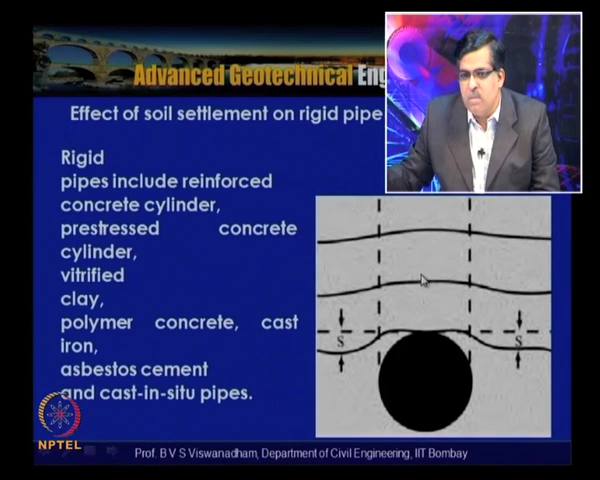 Advanced Geotechnical Eng
Effect of soil settlement on rigid pipe
Rigid
pipes include reinforced
concrete cylinder,
prestressed concrete
cylinder,
vitrified
clay,
polymer concrete, cast
iron,
asbestos cement
and cast-in-situ pipes.
S S
NPTEL
Prof. B V S Viswanadham, Department of Civil Engineering, IIT Bombay